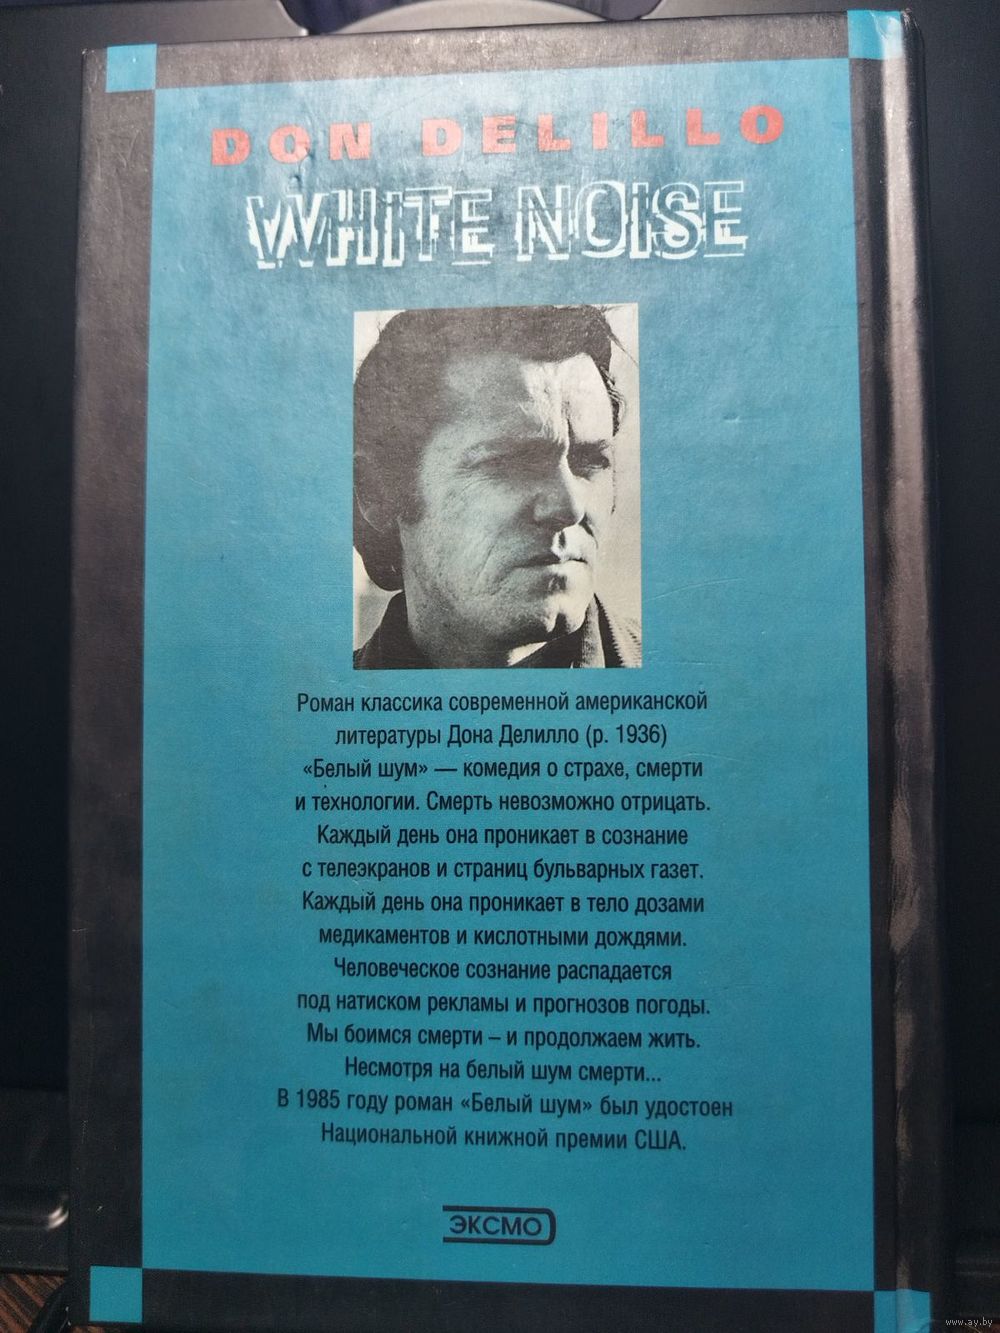 DON DELILLO
WHITE NOISE
Роман классика современной американской
литературы Дона Делилло (р. 1936)
«Белый шум» — комедия о страхе, смерти
и технологии. Смерть невозможно отрицать.
Каждый день она проникает в сознание
с телеэкранов и страниц бульварных газет.
Каждый день она проникает в тело дозами
медикаментов и кислотными дождями.
Человеческое сознание распадается
под натиском рекламы и прогнозов погоды.
Мы боимся смерти – и продолжаем жить.
Несмотря на белый шум смерти...
В 1985 году роман «Белый шум» был удостоен
Национальной книжной премии США.
ЭКСМО
www.ay.by